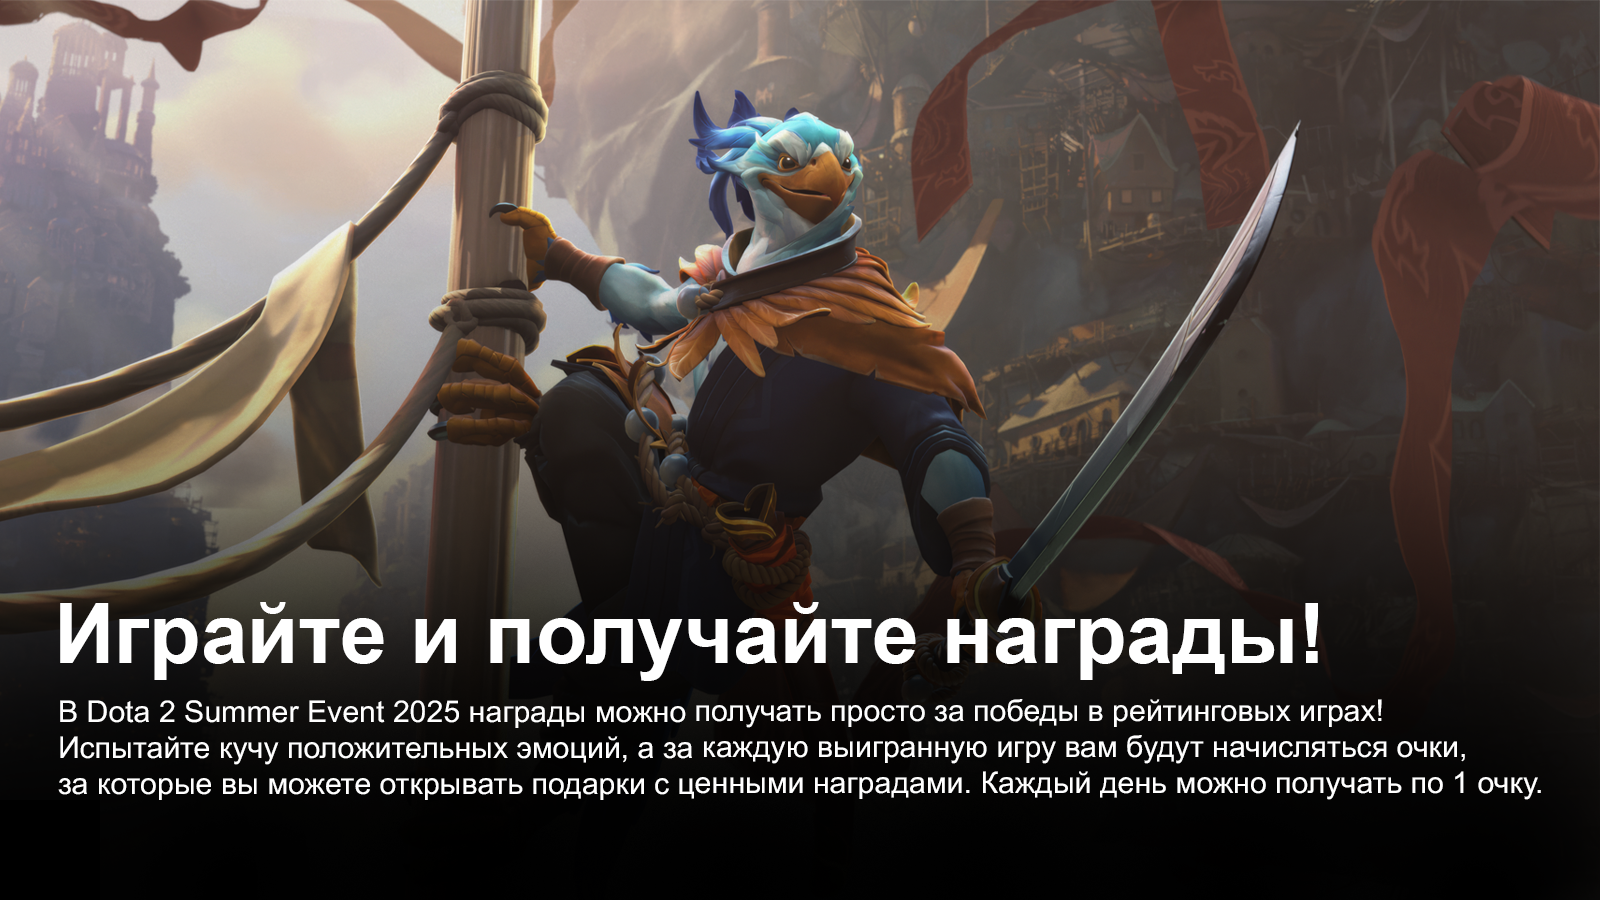 Играйте и получайте награды!
В Dota 2 Summer Event 2025 награды можно получать просто за победы в рейтинговых играх!
Испытайте кучу положительных эмоций, а за каждую выигранную игру вам будут начисляться очки,
за которые вы можете открывать подарки с ценными наградами. Каждый день можно получать по 1 очку.